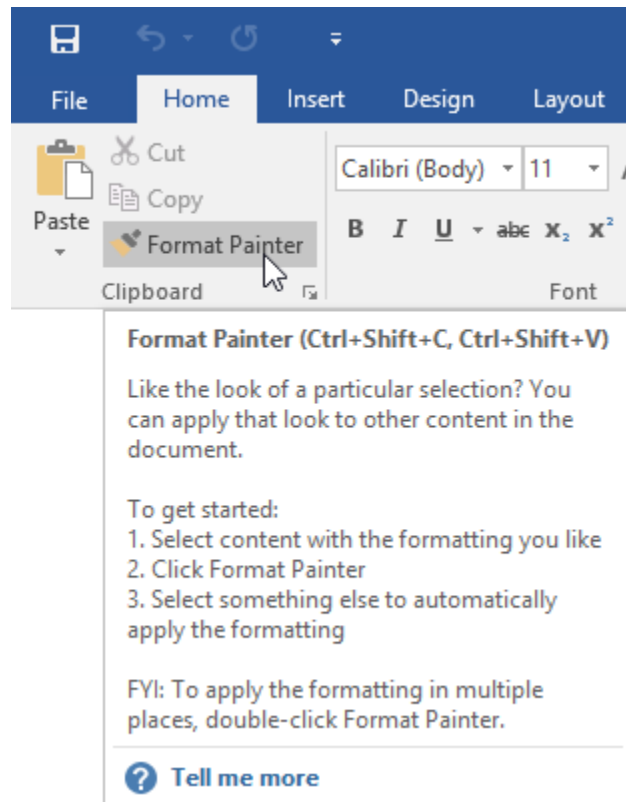 File Home Insert Design Layout
Cut
Calibri (Body) 11
Copy
Paste
B I U abc X₂ X²
Format Painter
Clipboard Font
Format Painter (Ctrl+Shift+C, Ctrl+Shift+V)
Like the look of a particular selection? You
can apply that look to other content in the
document.
To get started:
1. Select content with the formatting you like
2. Click Format Painter
3. Select something else to automatically
apply the formatting
FYI: To apply the formatting in multiple
places, double-click Format Painter.
? Tell me more